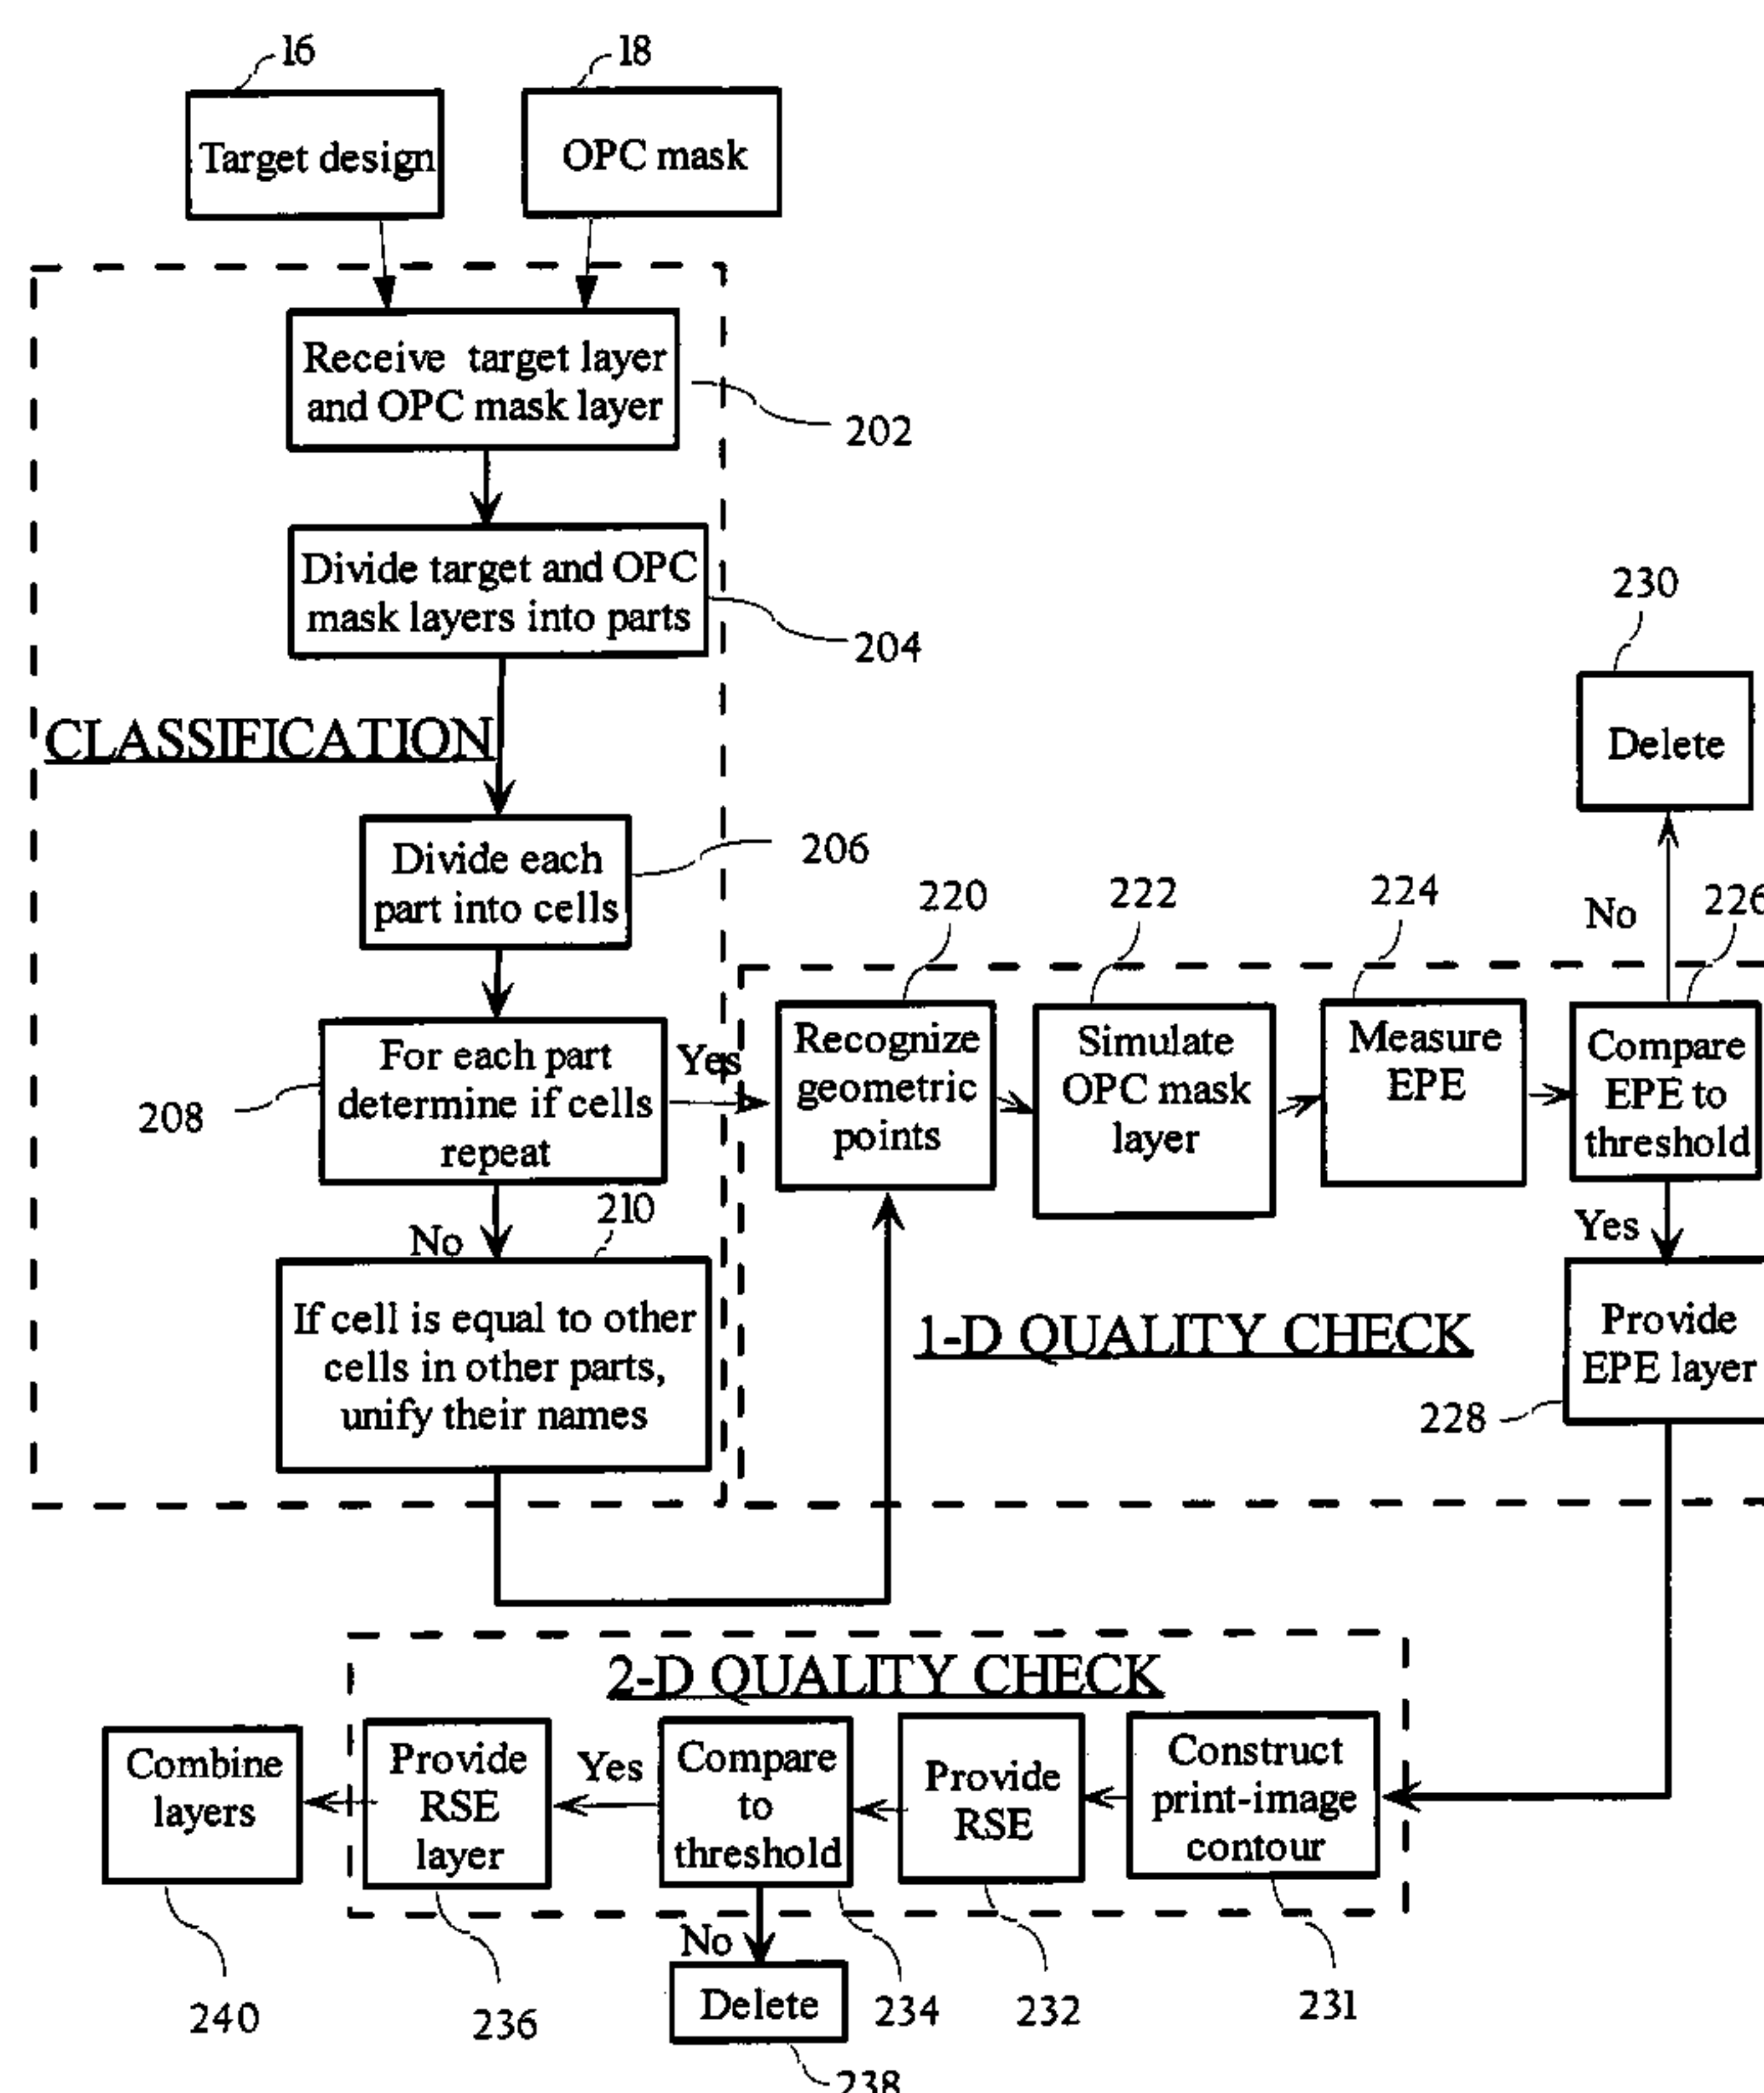 16
18
Target design
OPC mask
Receive target layer
and OPC mask layer
202
Divide target and OPC
mask layers into parts
204
CLASSIFICATION
Divide each
part into cells
206
For each part
determine if cells
repeat
208
Yes
No
210
If cell is equal to other
cells in other parts,
unify their names
220
Recognize
geometric
points
222
Simulate
OPC mask
layer
224
Measure
EPE
226
Compare
EPE to
threshold
No
230
Delete
Yes
Provide
EPE layer
228
1-D QUALITY CHECK
2-D QUALITY CHECK
Construct
print-image
contour
231
Provide
RSE
232
Compare
to
threshold
234
No
Delete
238
Yes
Provide
RSE
layer
236
Combine
layers
240